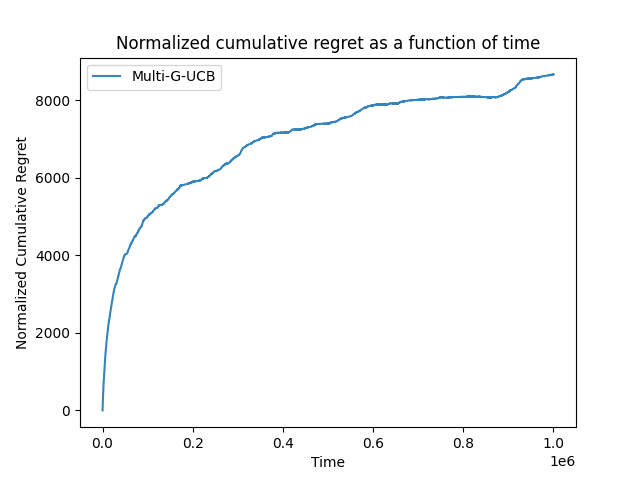 Normalized cumulative regret as a function of time
Multi-G-UCB
Normalized Cumulative Regret
8000
6000
4000
2000
0
0.0 0.2 0.4 0.6 0.8 1.0
1e6
Time